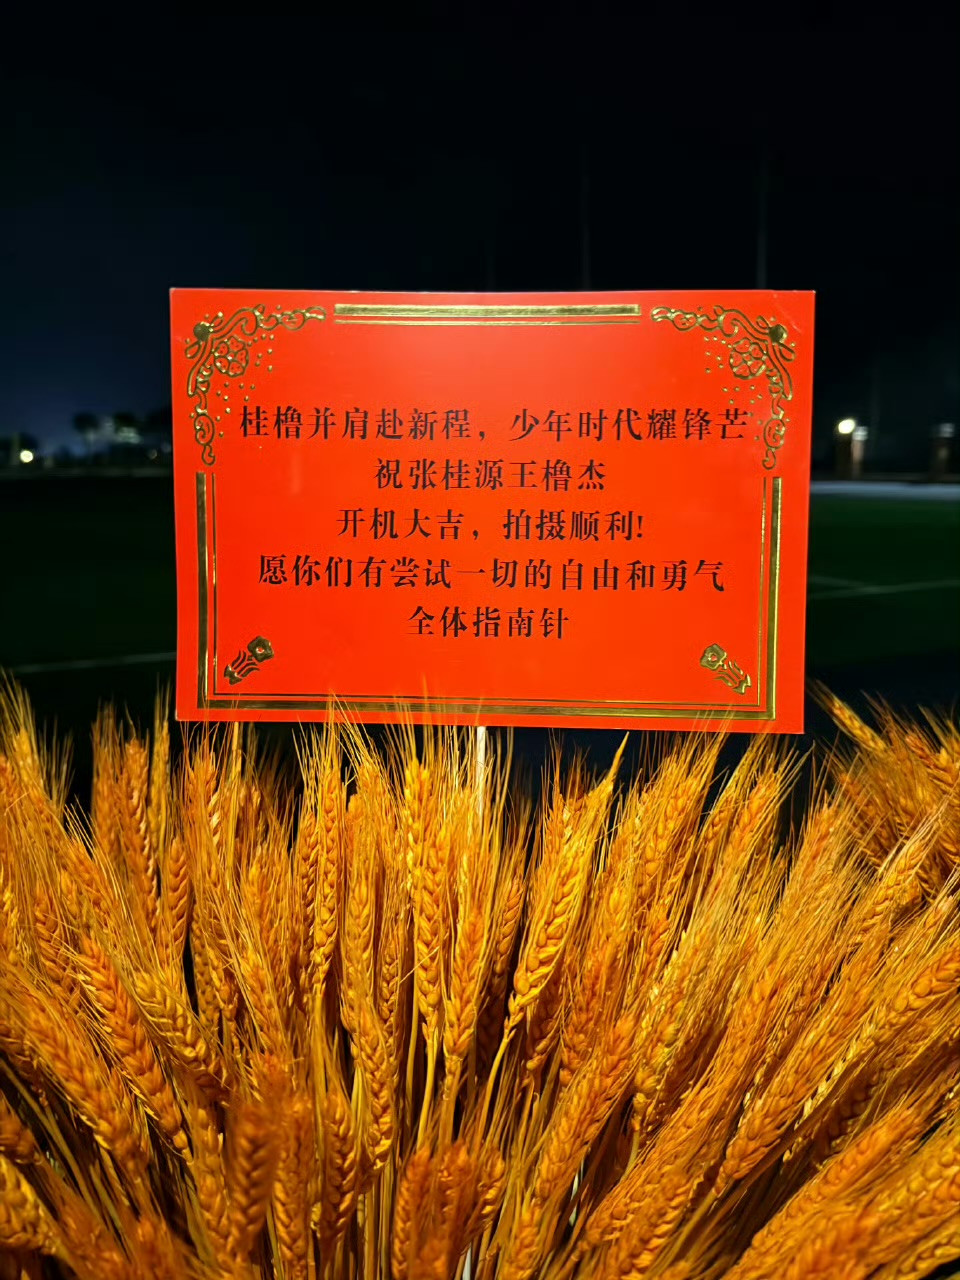 桂橹并肩赴新程，少年时代耀锋芒
祝张桂源王橹杰
开机大吉，拍摄顺利!
愿你们有尝试一切的自由和勇气
全体指南针